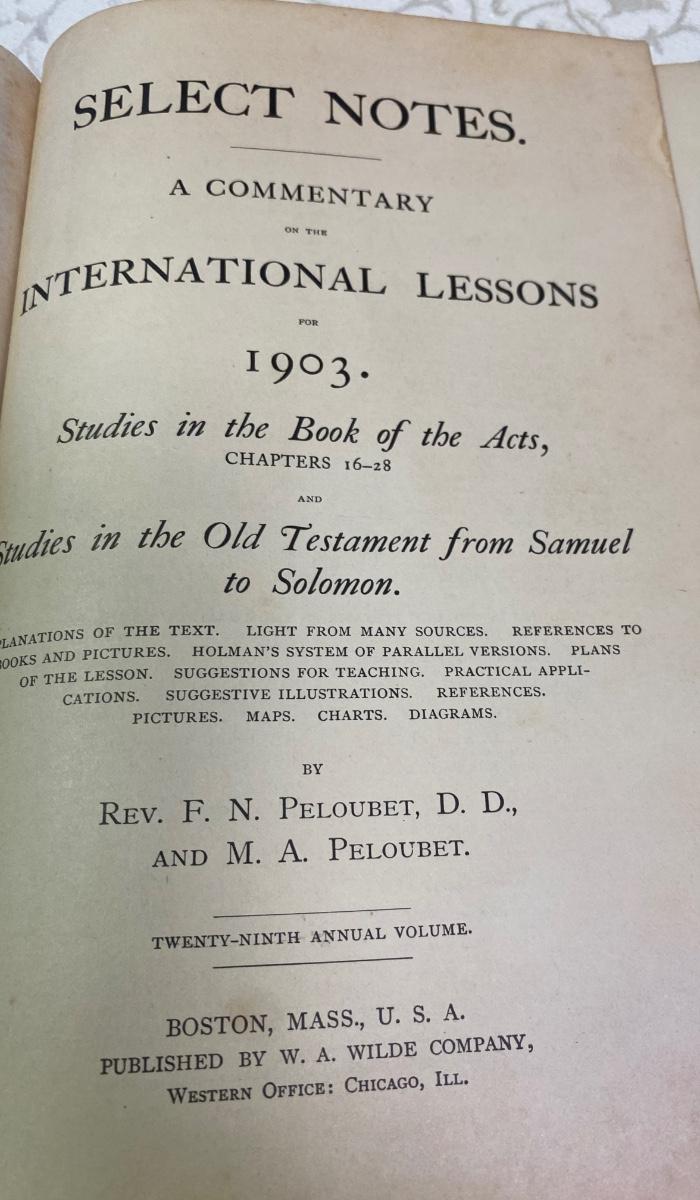 SELECT NOTES.
A COMMENTARY
ON THE
INTERNATIONAL LESSONS
FOR
1903.
Studies in the Book of the Acts,
CHAPTERS 16–28
AND
Studies in the Old Testament from Samuel
to Solomon.
PLANATIONS OF THE TEXT. LIGHT FROM MANY SOURCES. REFERENCES TO
BOOKS AND PICTURES. HOLMAN'S SYSTEM OF PARALLEL VERSIONS. PLANS
OF THE LESSON. SUGGESTIONS FOR TEACHING. PRACTICAL APPLI-
CATIONS. SUGGESTIVE ILLUSTRATIONS. REFERENCES.
PICTURES. MAPS. CHARTS. DIAGRAMS.
BY
REV. F. N. PELOUBET, D. D.,
AND M. A. PELOUBET.
TWENTY-NINTH ANNUAL VOLUME.
BOSTON, MASS., U. S. A.
PUBLISHED BY W. A. WILDE COMPANY,
WESTERN OFFICE: CHICAGO, ILL.